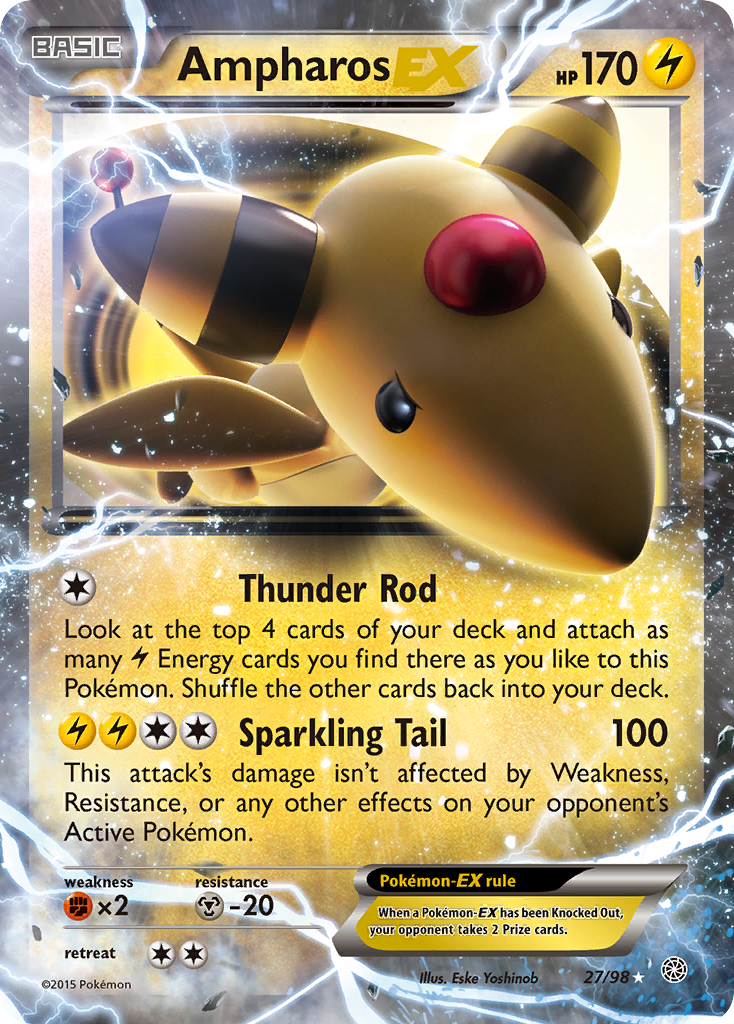 BASIC
Ampharos EX
HP 170
Thunder Rod
Look at the top 4 cards of your deck and attach as
many Energy cards you find there as you like to this
Pokémon. Shuffle the other cards back into your deck.
Sparkling Tail 100
This attack's damage isn't affected by Weakness,
Resistance, or any other effects on your opponent's
Active Pokémon.
weakness
×2
resistance
-20
retreat
Pokémon-EX rule
When a Pokémon-EX has been Knocked Out,
your opponent takes 2 Prize cards.
©2015 Pokémon
Illus. Eske Yoshinob
27/98 ★